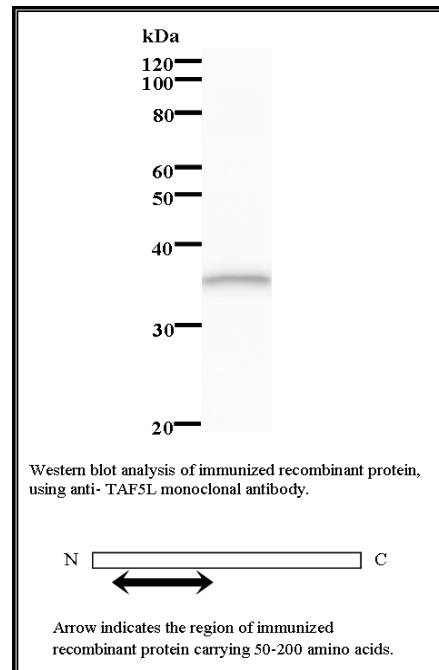 kDa
120
100
80
60
50
40
30
20
Western blot analysis of immunized recombinant protein,
using anti- TAF5L monoclonal antibody.
N C
Arrow indicates the region of immunized
recombinant protein carrying 50-200 amino acids.